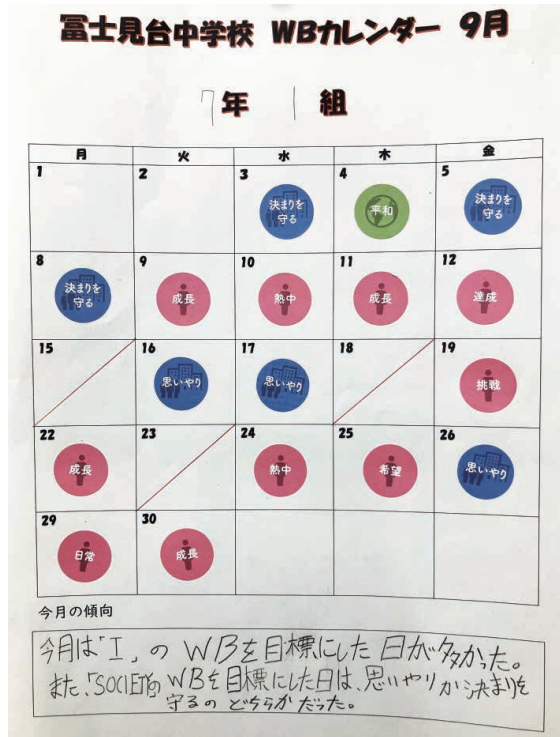 冨士見台中学校 WBカレンダー 9月
7年 1組
月 火 水 木 金
1 2 3 4 5
決まりを守る 平和 決まりを守る
8 9 10 11 12
決まりを守る 成長 熱中 成長 達成
15 16 17 18 19
思いやり 思いやり 挑戦
22 23 24 25 26
成長 熱中 希望 思いやり
29 30
日常 成長
今月の傾向
今月は「I」の WBを目標にした 日が多かった。
また、「SOCIETY」の WBを目標にした日は、思いやりか決まりを
守るの どちらかだった。